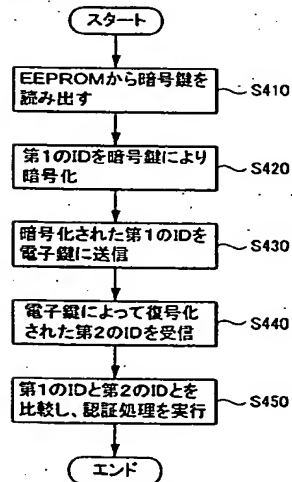 スタート
EEPROMから暗号鍵を
読み出す
S410
第1のIDを暗号鍵により
暗号化
S420
暗号化された第1のIDを
電子鍵に送信
S430
電子鍵によって復号化
された第2のIDを受信
S440
第1のIDと第2のIDとを
比較し、認証処理を実行
S450
エンド